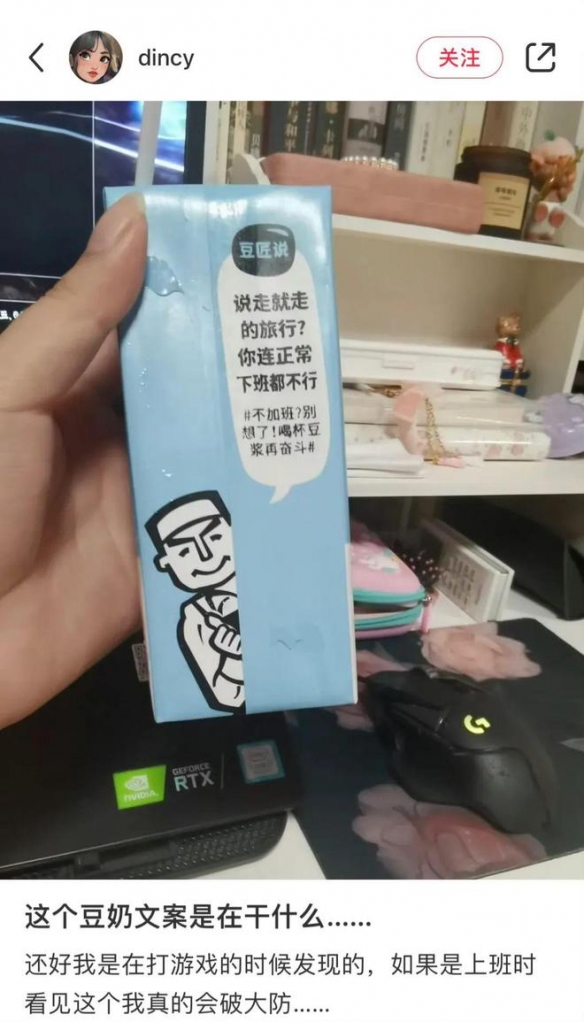 dincy
关注
豆匠说
说走就走
的旅行?
你连正常
下班都不行
#不加班?别
想了!喝杯豆
浆再奋斗#
NVIDIA
GEFORCE
RTX
这个豆奶文案是在干什么......
还好我是在打游戏的时候发现的，如果是上班时
看见这个我真的会破大防......